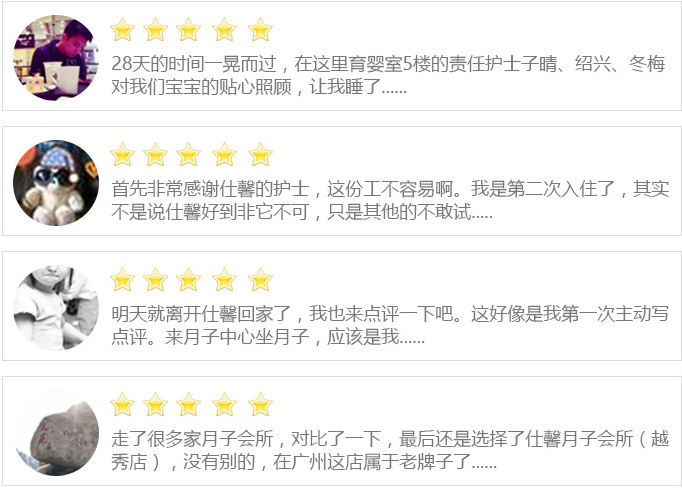 28天的时间一晃而过，在这里育婴室5楼的责任护士子晴、绍兴、冬梅
对我们宝宝的贴心照顾，让我睡了......
首先非常感谢仕馨的护士，这份工不容易啊。我是第二次入住了，其实
不是说仕馨好到非它不可，只是其他的不敢试.....
明天就离开仕馨回家了，我也来点评一下吧。这好像是我第一次主动写
点评。来月子中心坐月子，应该是我......
走了很多家月子会所，对比了一下，最后还是选择了仕馨月子会所（越
秀店），没有别的，在广州这店属于老牌子了......